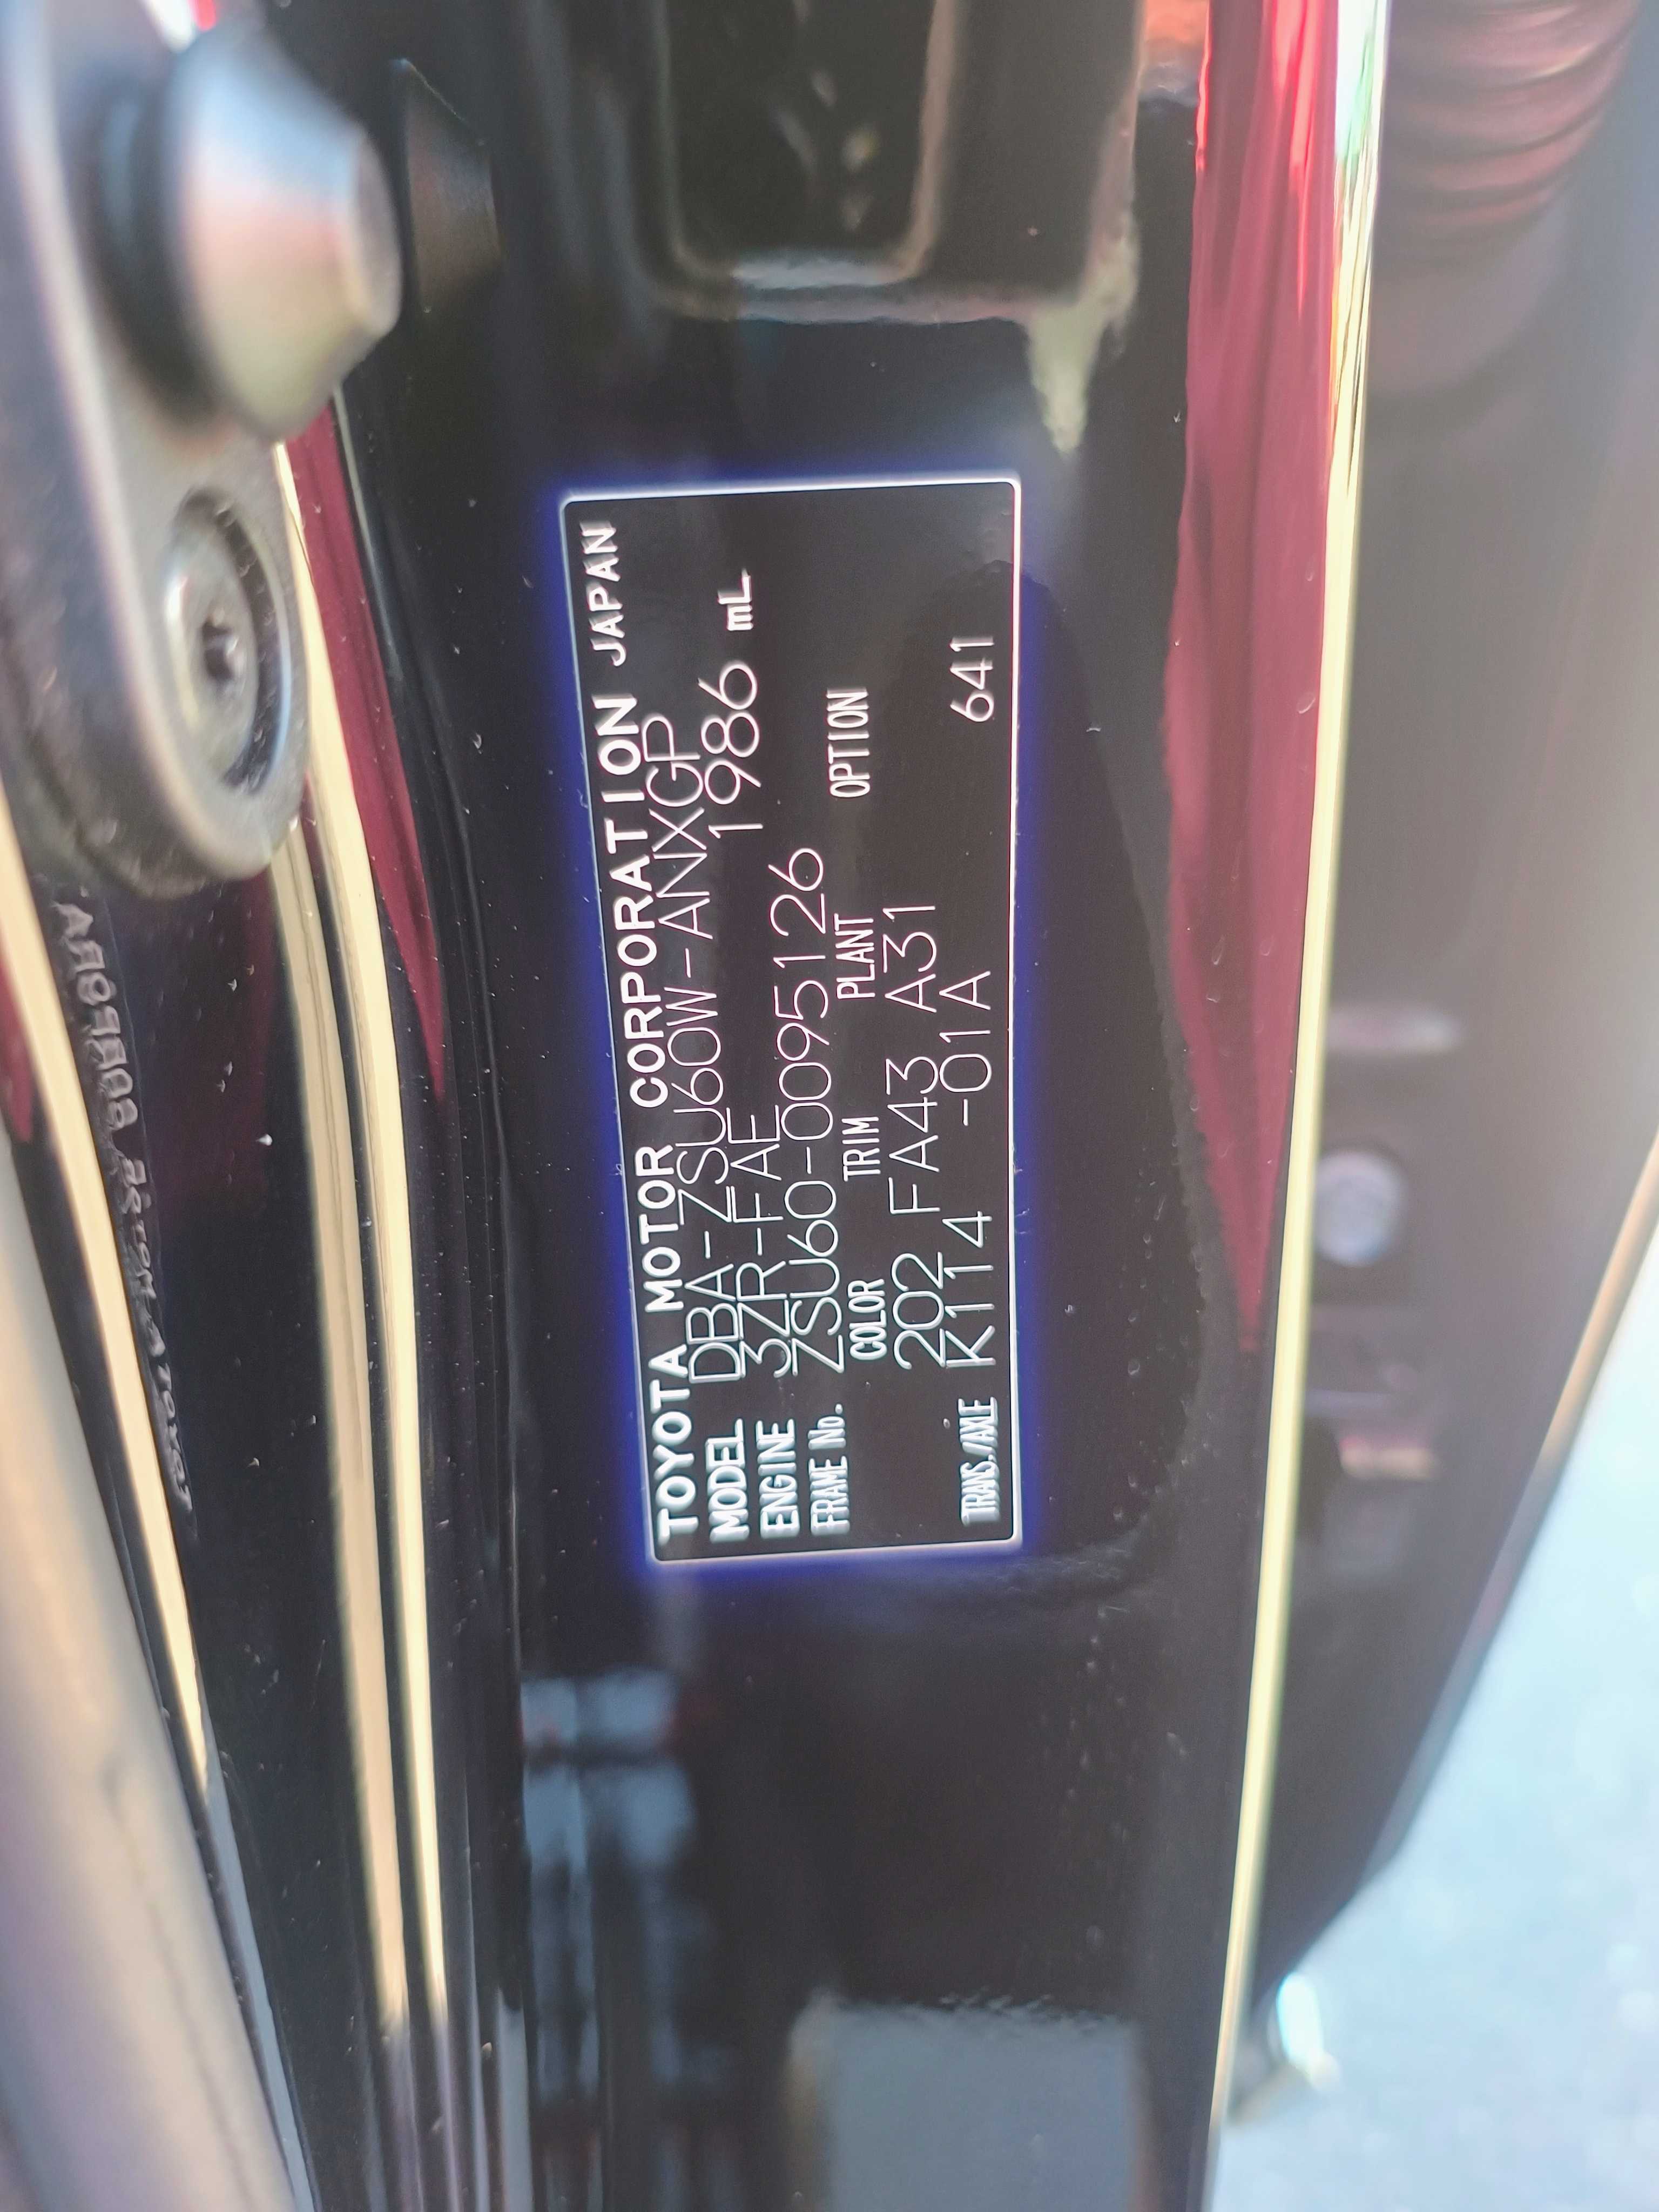 TOYOTA MOTOR CORPORATION JAPAN
MODEL DBA-ZSU60W-ANXGP
ENGINE 3ZR-FAE 1986 mL
FRAME No. ZSU60-0095126
COLOR TRIM PLANT OPTION
202 FA43 A31
TRANS./AXLE K114 -01A 641